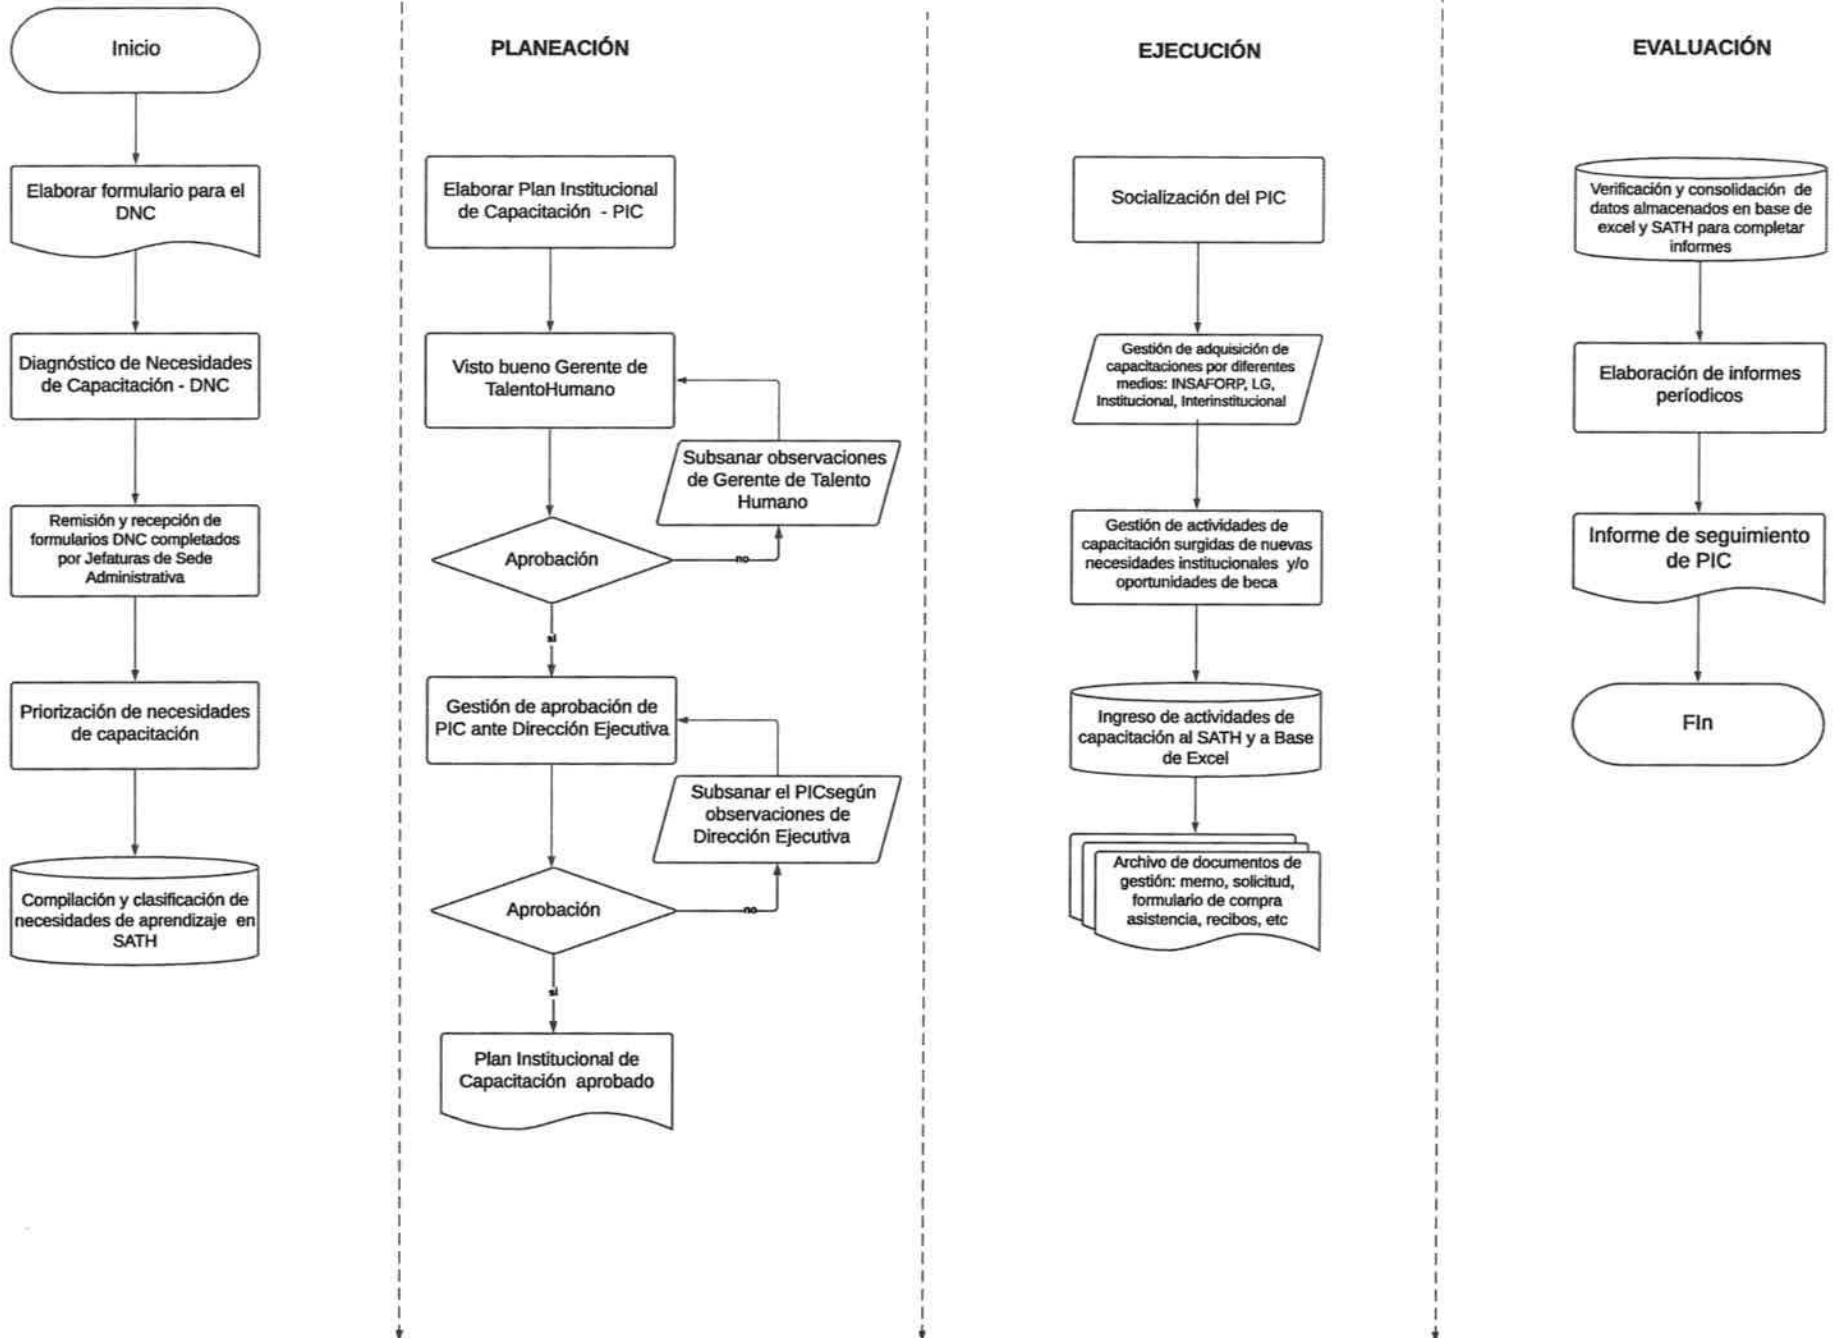 Inicio
Elaborar formulario para el
DNC
Diagnóstico de Necesidades
de Capacitación - DNC
Remisión y recepción de
formularios DNC completados
por Jefaturas de Sede
Administrativa
Priorización de necesidades
de capacitación
Compilación y clasificación de
necesidades de aprendizaje en
SATH
PLANEACIÓN
Elaborar Plan Institucional
de Capacitación - PIC
Visto bueno Gerente de
TalentoHumano
Subsanar observaciones
de Gerente de Talento
Humano
Aprobación
no
si
Gestión de aprobación de
PIC ante Dirección Ejecutiva
Subsanar el PICsegún
observaciones de
Dirección Ejecutiva
Aprobación
no
si
Plan Institucional de
Capacitación aprobado
EJECUCIÓN
Socialización del PIC
Gestión de adquisición de
capacitaciones por diferentes
medios: INSAFORP, LG,
Institucional, Interinstitucional
Gestión de actividades de
capacitación surgidas de nuevas
necesidades institucionales y/o
oportunidades de beca
Ingreso de actividades de
capacitación al SATH y a Base
de Excel
Archivo de documentos de
gestión: memo, solicitud,
formulario de compra
asistencia, recibos, etc
EVALUACIÓN
Verificación y consolidación de
datos almacenados en base de
excel y SATH para completar
informes
Elaboración de informes
períodicos
Informe de seguimiento
de PIC
FIn